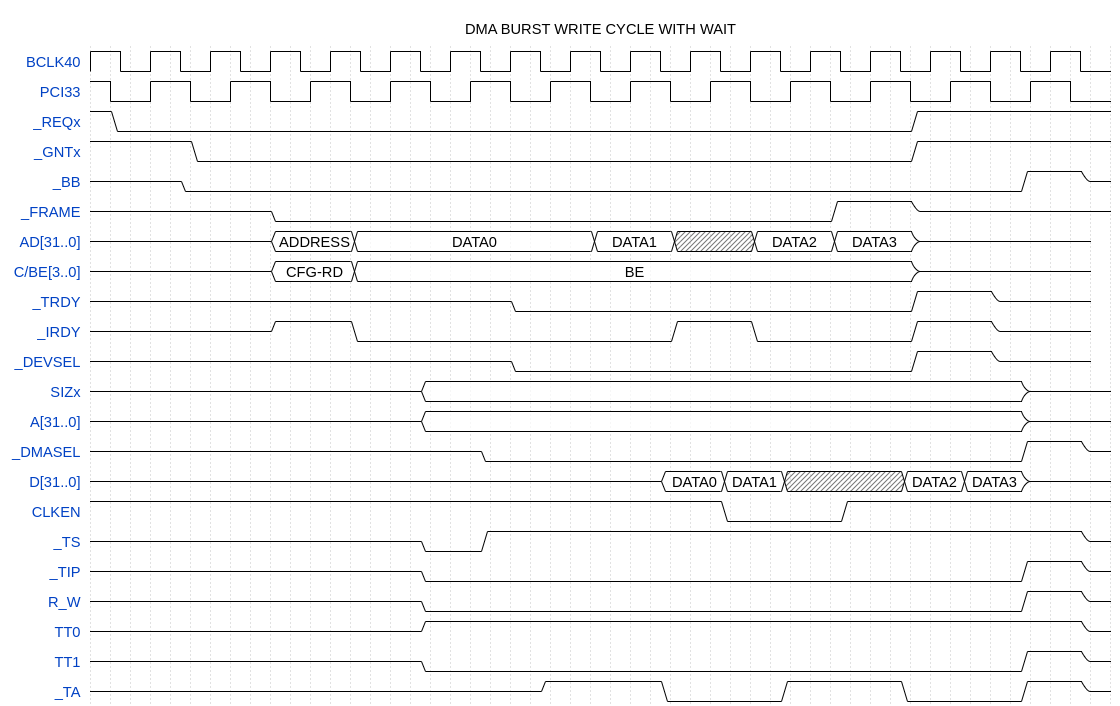 DMA BURST WRITE CYCLE WITH WAIT
BCLK40
PCI33
_REQx
_GNTx
_BB
_FRAME
AD[31..0] ADDRESS DATA0 DATA1 DATA2 DATA3
C/BE[3..0] CFG-RD BE
_TRDY
_IRDY
_DEVSEL
SIZx
A[31..0]
_DMASEL
D[31..0] DATA0 DATA1 DATA2 DATA3
CLKEN
_TS
_TIP
R_W
TT0
TT1
_TA